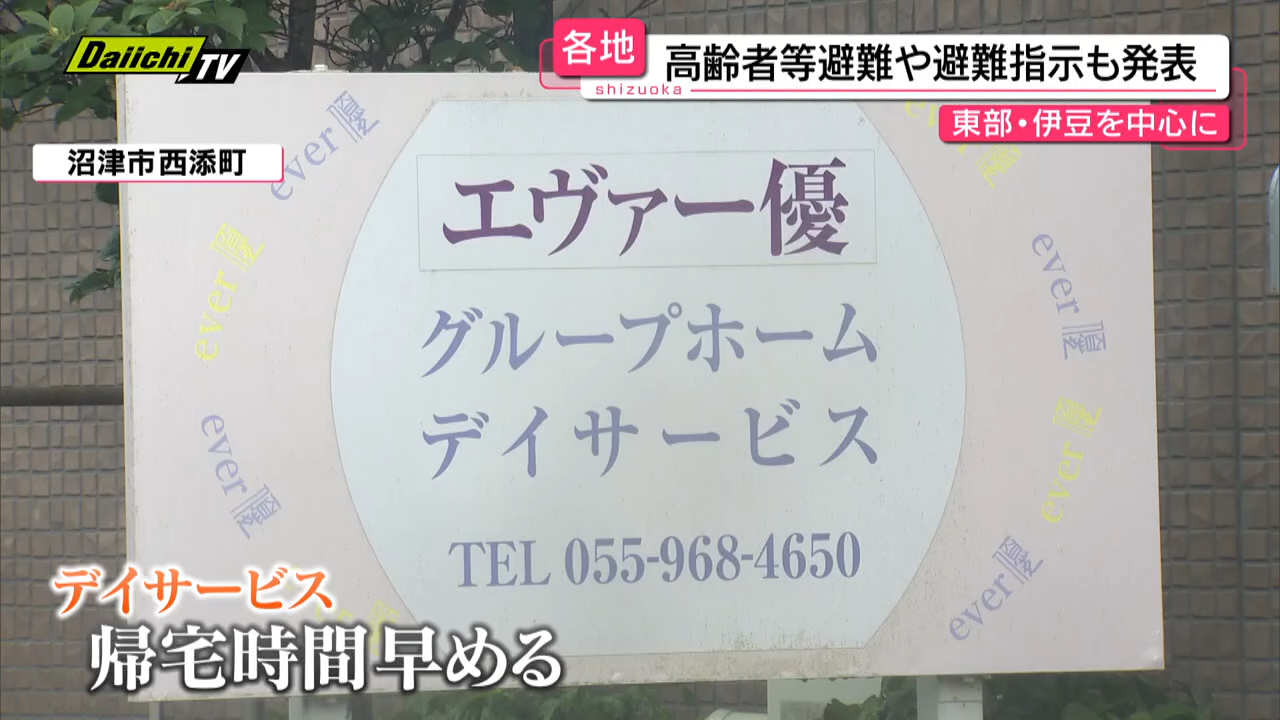 Daiichi TV
各地
高齢者等避難や避難指示も発表
shizuoka
東部・伊豆を中心に
沼津市西添町
エヴァー優
グループホーム
デイサービス
TEL 055-968-4650
ever優
ever優
ever優
ever優
ever優
ever優
デイサービス
帰宅時間早める